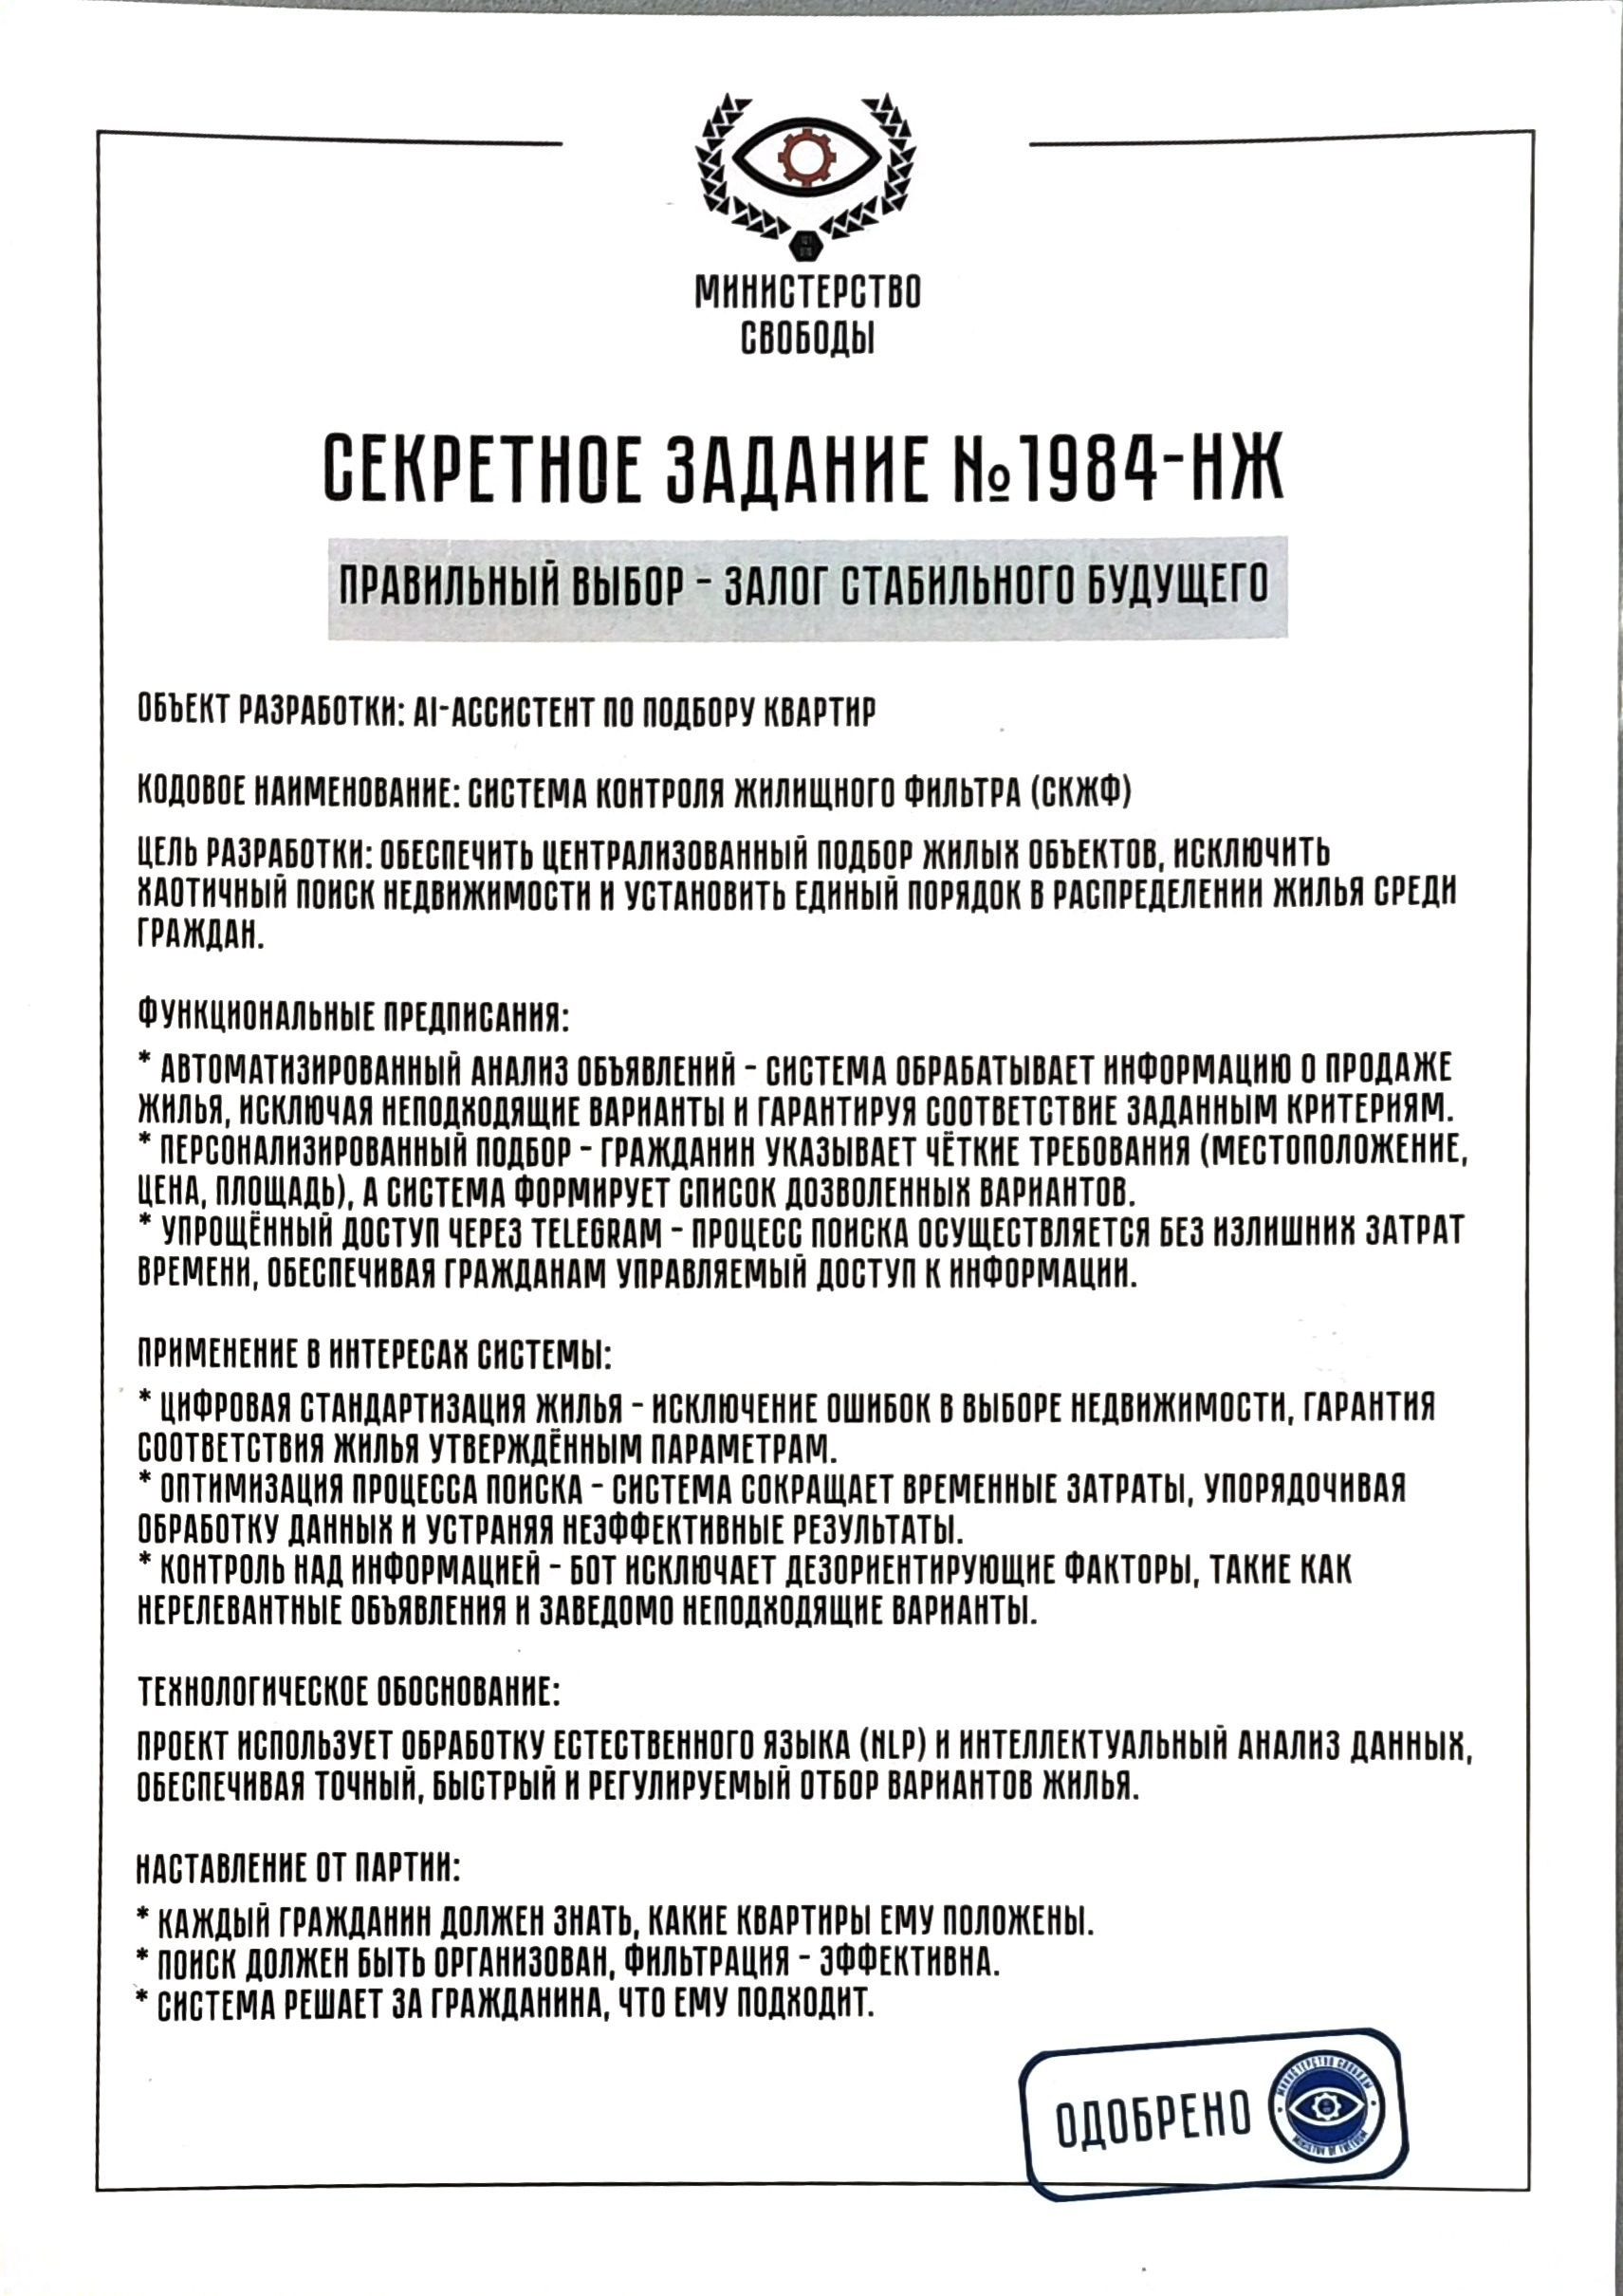 МИНИСТЕРСТВО
СВОБОДЫ
СЕКРЕТНОЕ ЗАДАНИЕ №1984-НЖ
ПРАВИЛЬНЫЙ ВЫБОР - ЗАЛОГ СТАБИЛЬНОГО БУДУЩЕГО
ОБЪЕКТ РАЗРАБОТКИ: AI-АССИСТЕНТ ПО ПОДБОРУ КВАРТИР
КОДОВОЕ НАИМЕНОВАНИЕ: СИСТЕМА КОНТРОЛЯ ЖИЛИЩНОГО ФИЛЬТРА (СКЖФ)
ЦЕЛЬ РАЗРАБОТКИ: ОБЕСПЕЧИТЬ ЦЕНТРАЛИЗОВАННЫЙ ПОДБОР ЖИЛЫХ ОБЪЕКТОВ, ИСКЛЮЧИТЬ
ХАОТИЧНЫЙ ПОИСК НЕДВИЖИМОСТИ И УСТАНОВИТЬ ЕДИНЫЙ ПОРЯДОК В РАСПРЕДЕЛЕНИИ ЖИЛЬЯ СРЕДИ
ГРАЖДАН.
ФУНКЦИОНАЛЬНЫЕ ПРЕДПИСАНИЯ:
* АВТОМАТИЗИРОВАННЫЙ АНАЛИЗ ОБЪЯВЛЕНИЙ - СИСТЕМА ОБРАБАТЫВАЕТ ИНФОРМАЦИЮ О ПРОДАЖЕ
ЖИЛЬЯ, ИСКЛЮЧАЯ НЕПОДХОДЯЩИЕ ВАРИАНТЫ И ГАРАНТИРУЯ СООТВЕТСТВИЕ ЗАДАННЫМ КРИТЕРИЯМ.
* ПЕРСОНАЛИЗИРОВАННЫЙ ПОДБОР - ГРАЖДАНИН УКАЗЫВАЕТ ЧЁТКИЕ ТРЕБОВАНИЯ (МЕСТОПОЛОЖЕНИЕ,
ЦЕНА, ПЛОЩАДЬ), А СИСТЕМА ФОРМИРУЕТ СПИСОК ДОЗВОЛЕННЫХ ВАРИАНТОВ.
* УПРОЩЁННЫЙ ДОСТУП ЧЕРЕЗ TELEGRAM - ПРОЦЕСС ПОИСКА ОСУЩЕСТВЛЯЕТСЯ БЕЗ ИЗЛИШНИХ ЗАТРАТ
ВРЕМЕНИ, ОБЕСПЕЧИВАЯ ГРАЖДАНАМ УПРАВЛЯЕМЫЙ ДОСТУП К ИНФОРМАЦИИ.
ПРИМЕНЕНИЕ В ИНТЕРЕСАХ СИСТЕМЫ:
* ЦИФРОВАЯ СТАНДАРТИЗАЦИЯ ЖИЛЬЯ - ИСКЛЮЧЕНИЕ ОШИБОК В ВЫБОРЕ НЕДВИЖИМОСТИ, ГАРАНТИЯ
СООТВЕТСТВИЯ ЖИЛЬЯ УТВЕРЖДЁННЫМ ПАРАМЕТРАМ.
* ОПТИМИЗАЦИЯ ПРОЦЕССА ПОИСКА - СИСТЕМА СОКРАЩАЕТ ВРЕМЕННЫЕ ЗАТРАТЫ, УПОРЯДОЧИВАЯ
ОБРАБОТКУ ДАННЫХ И УСТРАНЯЯ НЕЭФФЕКТИВНЫЕ РЕЗУЛЬТАТЫ.
* КОНТРОЛЬ НАД ИНФОРМАЦИЕЙ - БОТ ИСКЛЮЧАЕТ ДЕЗОРИЕНТИРУЮЩИЕ ФАКТОРЫ, ТАКИЕ КАК
НЕРЕЛЕВАНТНЫЕ ОБЪЯВЛЕНИЯ И ЗАВЕДОМО НЕПОДХОДЯЩИЕ ВАРИАНТЫ.
ТЕХНОЛОГИЧЕСКОЕ ОБОСНОВАНИЕ:
ПРОЕКТ ИСПОЛЬЗУЕТ ОБРАБОТКУ ЕСТЕСТВЕННОГО ЯЗЫКА (NLP) И ИНТЕЛЛЕКТУАЛЬНЫЙ АНАЛИЗ ДАННЫХ,
ОБЕСПЕЧИВАЯ ТОЧНЫЙ, БЫСТРЫЙ И РЕГУЛИРУЕМЫЙ ОТБОР ВАРИАНТОВ ЖИЛЬЯ.
НАСТАВЛЕНИЕ ОТ ПАРТИИ:
* КАЖДЫЙ ГРАЖДАНИН ДОЛЖЕН ЗНАТЬ, КАКИЕ КВАРТИРЫ ЕМУ ПОЛОЖЕНЫ.
* ПОИСК ДОЛЖЕН БЫТЬ ОРГАНИЗОВАН, ФИЛЬТРАЦИЯ - ЭФФЕКТИВНА.
* СИСТЕМА РЕШАЕТ ЗА ГРАЖДАНИНА, ЧТО ЕМУ ПОДХОДИТ.
ОДОБРЕНО
МИНИСТЕРСТВО СВОБОДЫ
MINISTRY OF FREEDOM